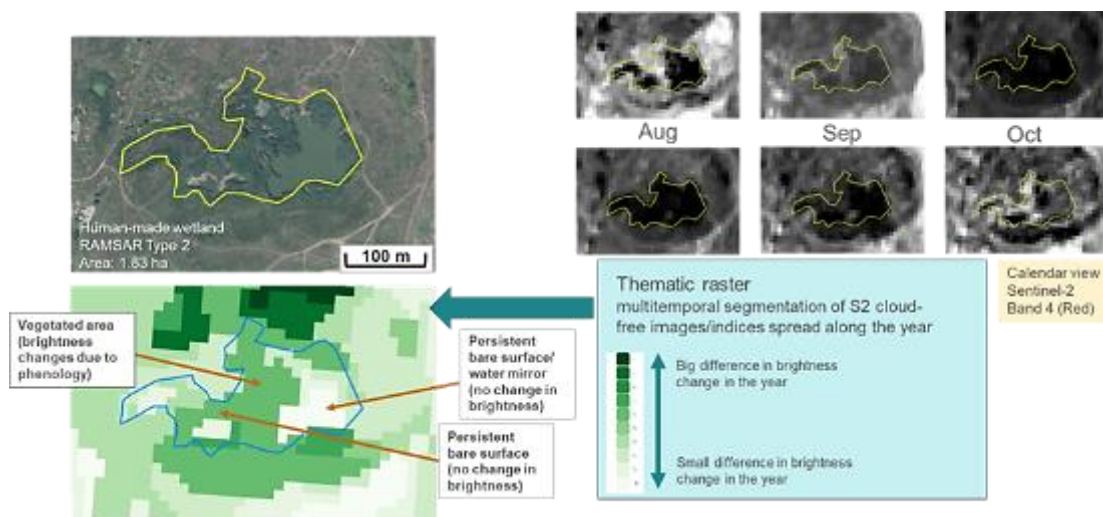 Human-made wetland
RAMSAR Type 2
Area: 1.63 ha
100 m
Aug
Sep
Oct
Vegetated area
(brightness
changes due to
phenology)
Persistent
bare surface/
water mirror
(no change in
brightness)
Persistent
bare surface
(no change in
brightness)
Thematic raster
multitemporal segmentation of S2 cloud-
free images/indices spread along the year
Big difference in brightness
change in the year
Small difference in brightness
change in the year
Calendar view
Sentinel-2
Band 4 (Red)